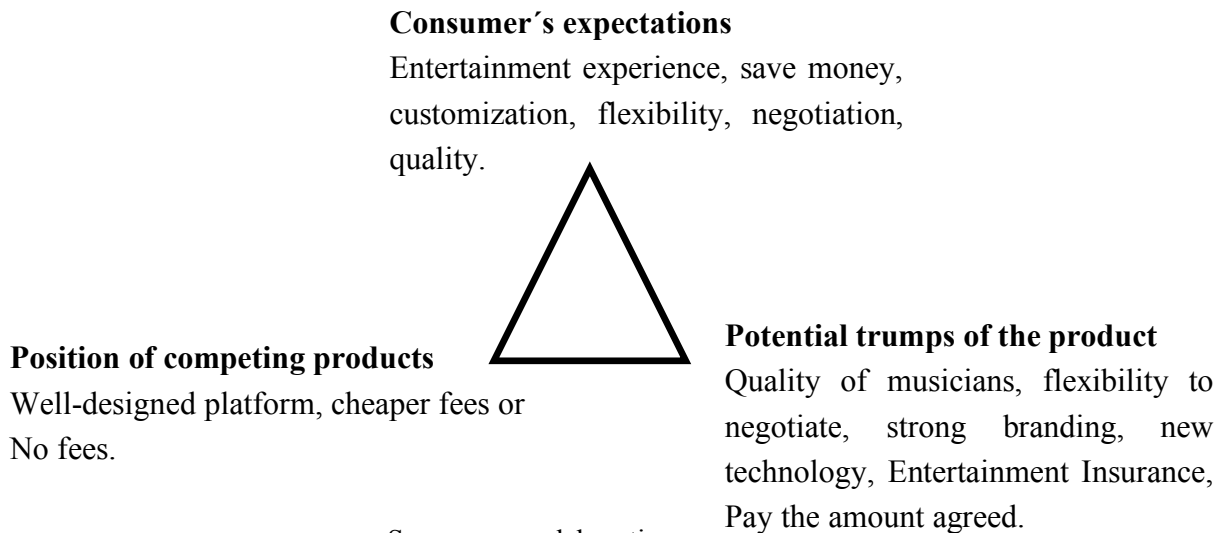 Consumer´s expectations
Entertainment experience, save money,
customization, flexibility, negotiation,
quality.
Position of competing products
Well-designed platform, cheaper fees or
No fees.
Potential trumps of the product
Quality of musicians, flexibility to
negotiate, strong branding, new
technology, Entertainment Insurance,
Pay the amount agreed.